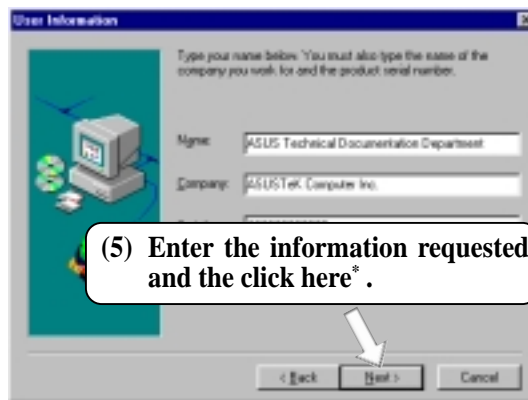 User Information
Type your name below. You must also type the name of the
company you work for and the product serial number.
Name: ASUS Technical Documentation Department
Company: ASUSTeK Computer Inc.
(5) Enter the information requested
and the click here* .
< Back Next > Cancel